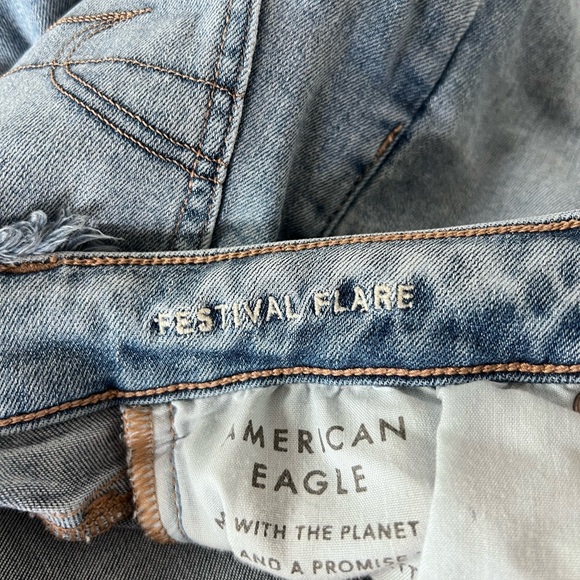 FESTIVAL FLARE
AMERICAN
EAGLE
WITH THE PLANET
AND A PROMISE